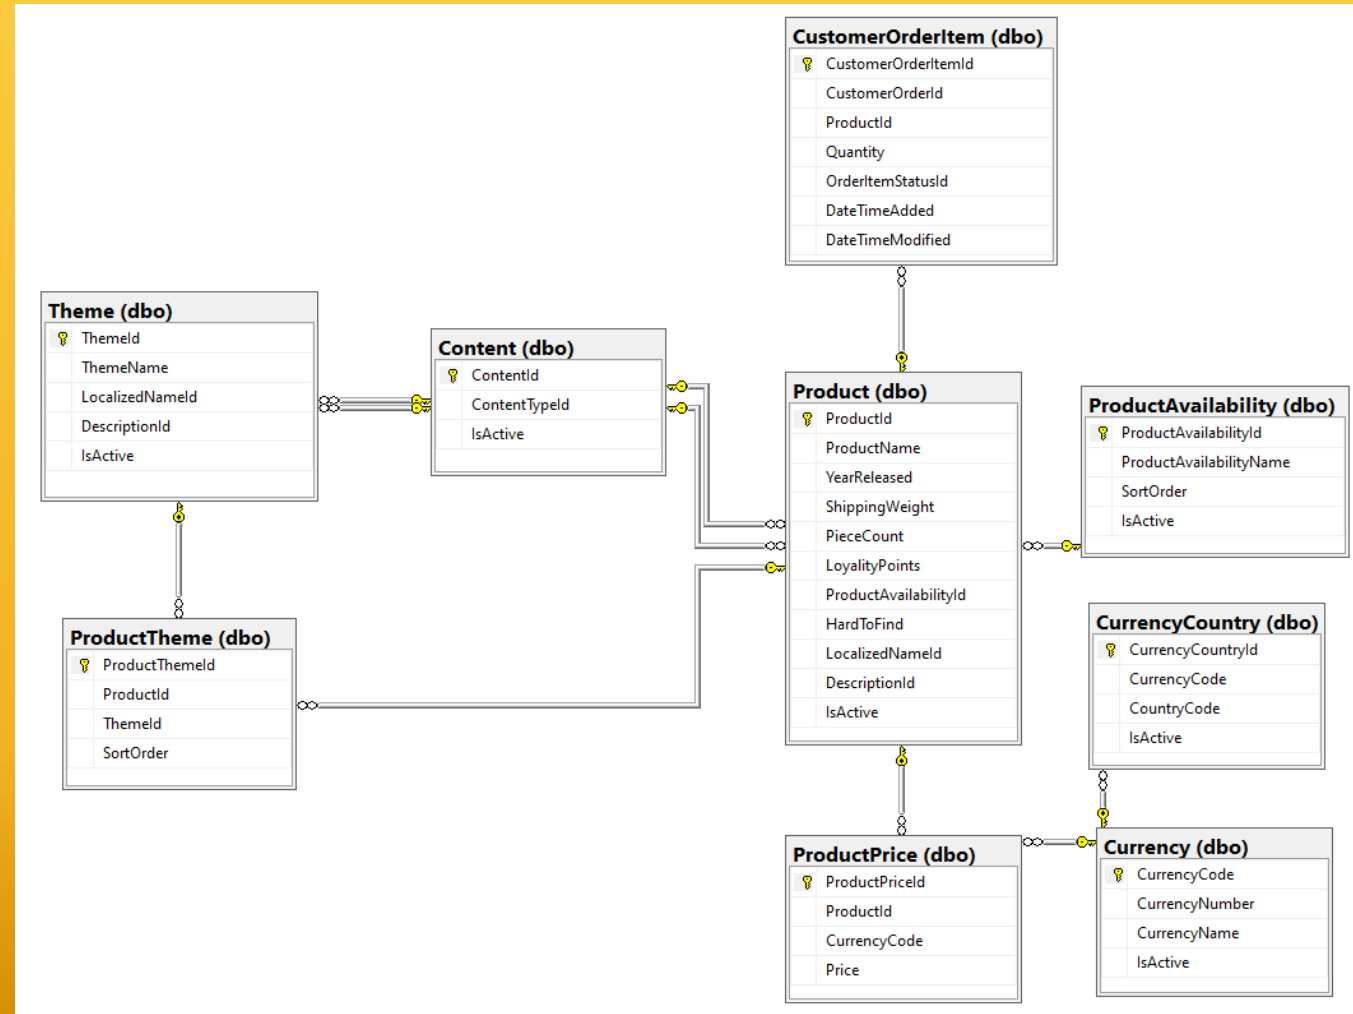 CustomerOrderItem (dbo)
CustomerOrderItemId
CustomerOrderId
ProductId
Quantity
OrderItemStatusId
DateTimeAdded
DateTimeModified
Theme (dbo)
ThemeId
ThemeName
LocalizedNameId
DescriptionId
IsActive
Content (dbo)
ContentId
ContentTypeId
IsActive
Product (dbo)
ProductId
ProductName
YearReleased
ShippingWeight
PieceCount
LoyalityPoints
ProductAvailabilityId
HardToFind
LocalizedNameId
DescriptionId
IsActive
ProductAvailability (dbo)
ProductAvailabilityId
ProductAvailabilityName
SortOrder
IsActive
ProductTheme (dbo)
ProductThemeId
ProductId
ThemeId
SortOrder
CurrencyCountry (dbo)
CurrencyCountryId
CurrencyCode
CountryCode
IsActive
ProductPrice (dbo)
ProductPriceId
ProductId
CurrencyCode
Price
Currency (dbo)
CurrencyCode
CurrencyNumber
CurrencyName
IsActive